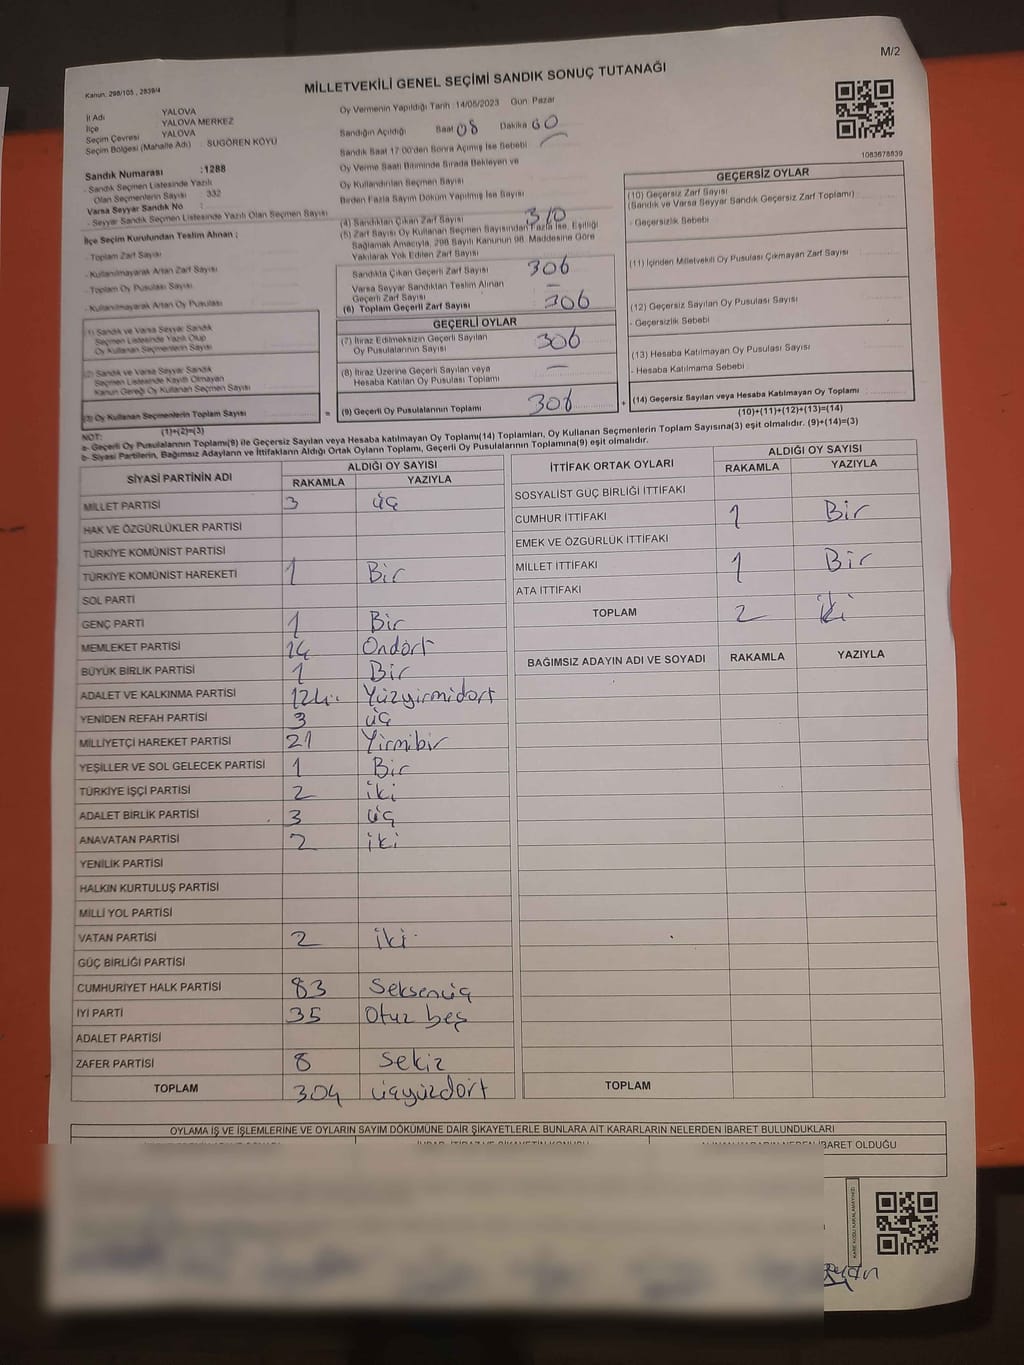 M/2
Kanun: 298/105 , 2839/4
MİLLETVEKİLİ GENEL SEÇİMİ SANDIK SONUÇ TUTANAĞI
İl Adı YALOVA
İlçe YALOVA MERKEZ
Seçim Çevresi YALOVA
Seçim Bölgesi (Mahalle Adı) : SUGÖREN KÖYÜ
Sandık Numarası :1288
- Sandık Seçmen Listesinde Yazılı
Olan Seçmenlerin Sayısı : 332
Varsa Seyyar Sandık No :
- Seyyar Sandık Seçmen Listesinde Yazılı Olan Seçmen Sayısı
İlçe Seçim Kurulundan Teslim Alınan ;
- Toplam Zarf Sayısı
- Kullanılmayarak Artan Zarf Sayısı
- Toplam Oy Pusulası Sayısı
- Kullanılmayarak Artan Oy Pusulası
(1) Sandık ve Varsa Seyyar Sandık
Seçmen Listesinde Yazılı Olup
Oy Kullanan Seçmenlerin Sayısı
(2) Sandık ve Varsa Seyyar Sandık
Seçmen Listesinde Kayıtlı Olmayan
Kanun Gereği Oy Kullanan Seçmen Sayısı
(3) Oy Kullanan Seçmenlerin Toplam Sayısı
(1)+(2)=(3)
Oy Vermenin Yapıldığı Tarih :14/05/2023 Gün: Pazar
Sandığın Açıldığı Saat 08 Dakika 60
Sandık Saat 17:00'den Sonra Açılmış İse Sebebi
Oy Verme Saati Bitiminde Sırada Bekleyen ve
Oy Kullandırılan Seçmen Sayısı
Birden Fazla Sayım Döküm Yapılmış İse Sayısı
(4) Sandıktan Çıkan Zarf Sayısı 310
(5) Zarf Sayısı Oy Kullanan Seçmen Sayısından Fazla İse, Eşitliği
Sağlamak Amacıyla, 298 Sayılı Kanunun 98. Maddesine Göre
Yakılarak Yok Edilen Zarf Sayısı
Sandıkta Çıkan Geçerli Zarf Sayısı 306
Varsa Seyyar Sandıktan Teslim Alınan
Geçerli Zarf Sayısı —
(6) Toplam Geçerli Zarf Sayısı 306
GEÇERLİ OYLAR
(7) İtiraz Edilmeksizin Geçerli Sayılan
Oy Pusulalarının Sayısı 306
(8) İtiraz Üzerine Geçerli Sayılan veya
Hesaba Katılan Oy Pusulası Toplamı —
= (9) Geçerli Oy Pusulalarının Toplamı 306 +
1083678839
GEÇERSİZ OYLAR
(10) Geçersiz Zarf Sayısı
(Sandık ve Varsa Seyyar Sandık Geçersiz Zarf Toplamı)
- Geçersizlik Sebebi
(11) İçinden Milletvekili Oy Pusulası Çıkmayan Zarf Sayısı
(12) Geçersiz Sayılan Oy Pusulası Sayısı
- Geçersizlik Sebebi
(13) Hesaba Katılmayan Oy Pusulası Sayısı
- Hesaba Katılmama Sebebi
(14) Geçersiz Sayılan veya Hesaba Katılmayan Oy Toplamı
(10)+(11)+(12)+(13)=(14)
NOT:
a- Geçerli Oy Pusulalarının Toplamı(9) ile Geçersiz Sayılan veya Hesaba katılmayan Oy Toplamı(14) Toplamları, Oy Kullanan Seçmenlerin Toplam Sayısına(3) eşit olmalıdır. (9)+(14)=(3)
b- Siyasi Partilerin, Bağımsız Adayların ve İttifakların Aldığı Ortak Oyların Toplamı, Geçerli Oy Pusulalarının Toplamına(9) eşit olmalıdır.
SİYASİ PARTİNİN ADI ALDIĞI OY SAYISI
RAKAMLA YAZIYLA
MİLLET PARTİSİ 3 üç
HAK VE ÖZGÜRLÜKLER PARTİSİ
TÜRKİYE KOMÜNİST PARTİSİ
TÜRKİYE KOMÜNİST HAREKETİ 1 Bir
SOL PARTİ
GENÇ PARTİ 1 Bir
MEMLEKET PARTİSİ 14 Ondört
BÜYÜK BİRLİK PARTİSİ 1 Bir
ADALET VE KALKINMA PARTİSİ 124 Yüzyirmidört
YENİDEN REFAH PARTİSİ 3 üç
MİLLİYETÇİ HAREKET PARTİSİ 21 Yirmibir
YEŞİLLER VE SOL GELECEK PARTİSİ 1 Bir
TÜRKİYE İŞÇİ PARTİSİ 2 iki
ADALET BİRLİK PARTİSİ 3 üç
ANAVATAN PARTİSİ 2 iki
YENİLİK PARTİSİ
HALKIN KURTULUŞ PARTİSİ
MİLLİ YOL PARTİSİ
VATAN PARTİSİ 2 iki
GÜÇ BİRLİĞİ PARTİSİ
CUMHURİYET HALK PARTİSİ 83 Seksenüç
İYİ PARTİ 35 Otuz beş
ADALET PARTİSİ
ZAFER PARTİSİ 8 Sekiz
TOPLAM 304 üçyüzdört
İTTİFAK ORTAK OYLARI ALDIĞI OY SAYISI
RAKAMLA YAZIYLA
SOSYALİST GÜÇ BİRLİĞİ İTTİFAKI
CUMHUR İTTİFAKI 1 Bir
EMEK VE ÖZGÜRLÜK İTTİFAKI
MİLLET İTTİFAKI 1 Bir
ATA İTTİFAKI
TOPLAM 2 iki
BAĞIMSIZ ADAYIN ADI VE SOYADI RAKAMLA YAZIYLA
TOPLAM
OYLAMA İŞ VE İŞLEMLERİNE VE OYLARIN SAYIM DÖKÜMÜNE DAİR ŞİKAYETLERLE BUNLARA AİT KARARLARIN NELERDEN İBARET BULUNDUKLARI
İBARET OLDUĞU